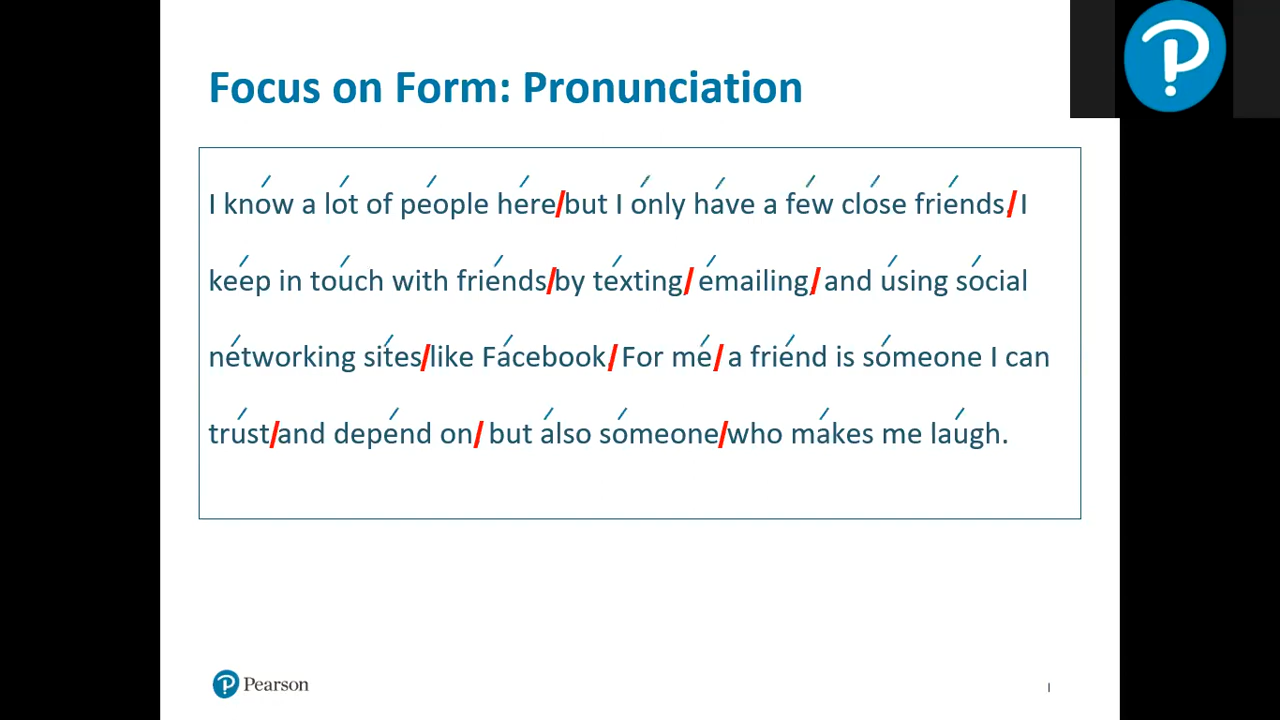 Focus on Form: Pronunciation
I know a lot of people here/but I only have a few close friends/ I
keep in touch with friends/by texting/ emailing/ and using social
networking sites/like Facebook/ For me/ a friend is someone I can
trust/and depend on/ but also someone/who makes me laugh.
Pearson